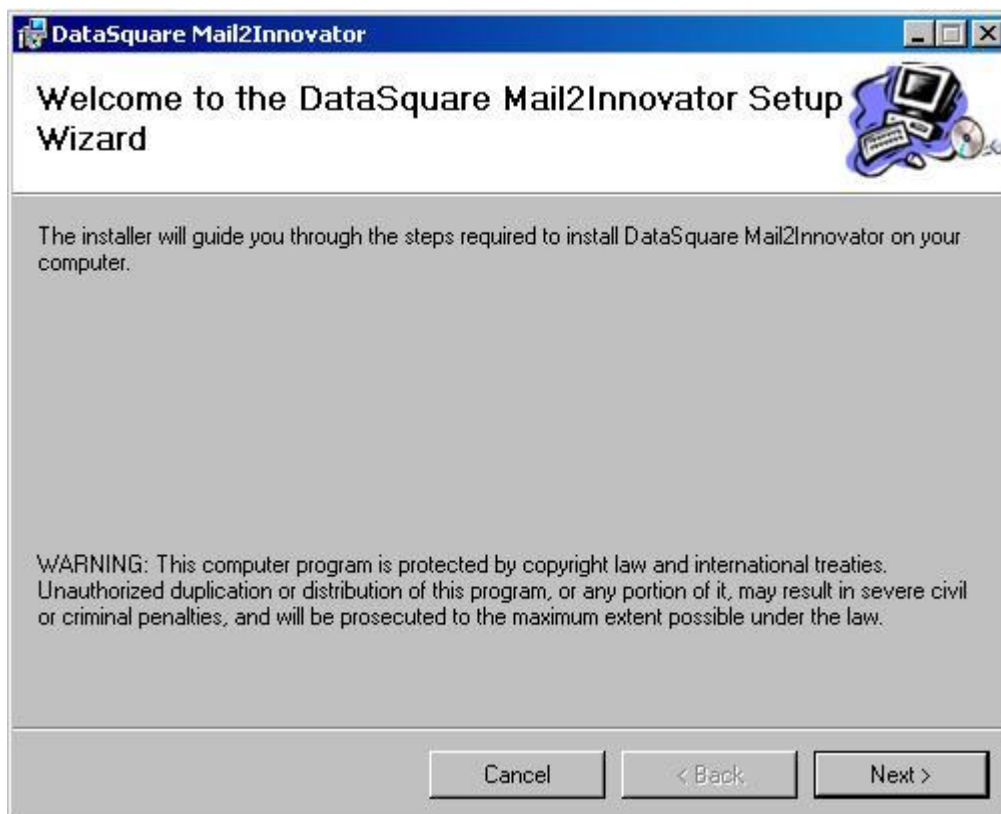 DataSquare Mail2Innovator
Welcome to the DataSquare Mail2Innovator Setup
Wizard
The installer will guide you through the steps required to install DataSquare Mail2Innovator on your
computer.
WARNING: This computer program is protected by copyright law and international treaties.
Unauthorized duplication or distribution of this program, or any portion of it, may result in severe civil
or criminal penalties, and will be prosecuted to the maximum extent possible under the law.
Cancel
< Back
Next >